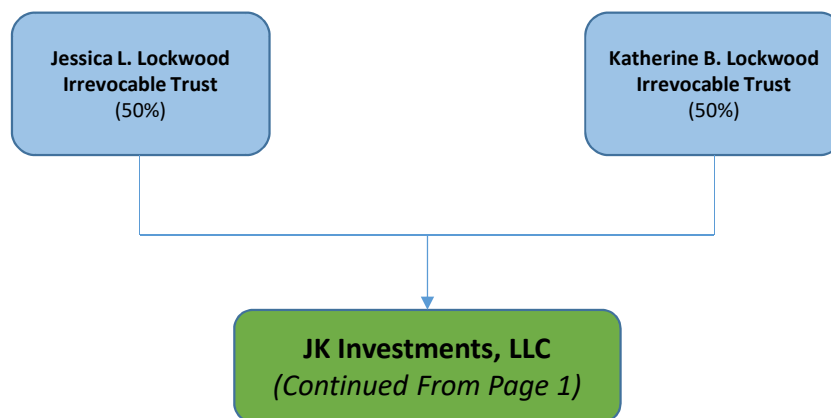 Jessica L. Lockwood
Irrevocable Trust
(50%)
Katherine B. Lockwood
Irrevocable Trust
(50%)
JK Investments, LLC
(Continued From Page 1)